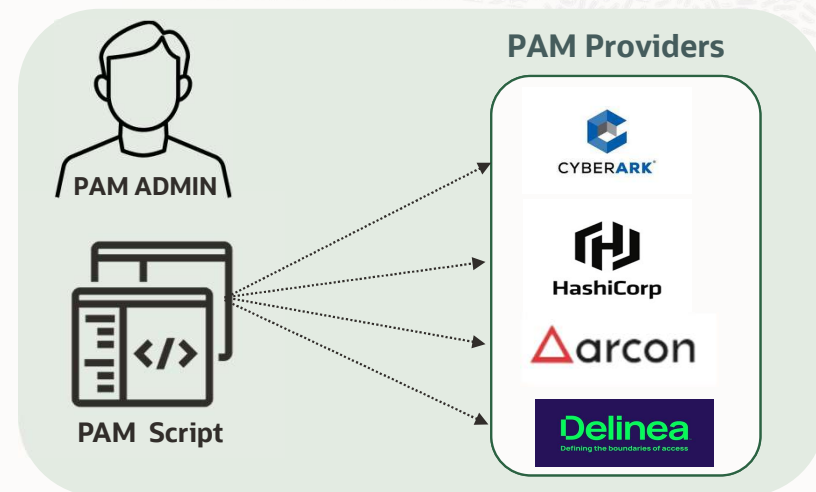 PAM Providers
PAM ADMIN
</>
PAM Script
CYBERARK®
HashiCorp
arcon
Delinea
Defining the boundaries of access